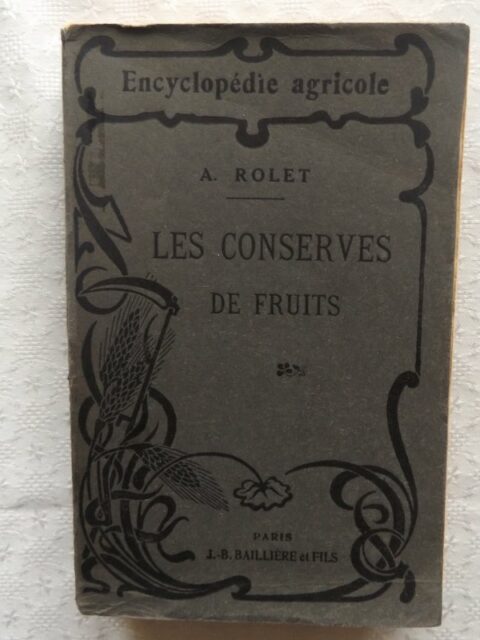 Encyclopédie agricole
A. ROLET
LES CONSERVES
DE FRUITS
PARIS
J.-B. BAILLIÈRE et FILS